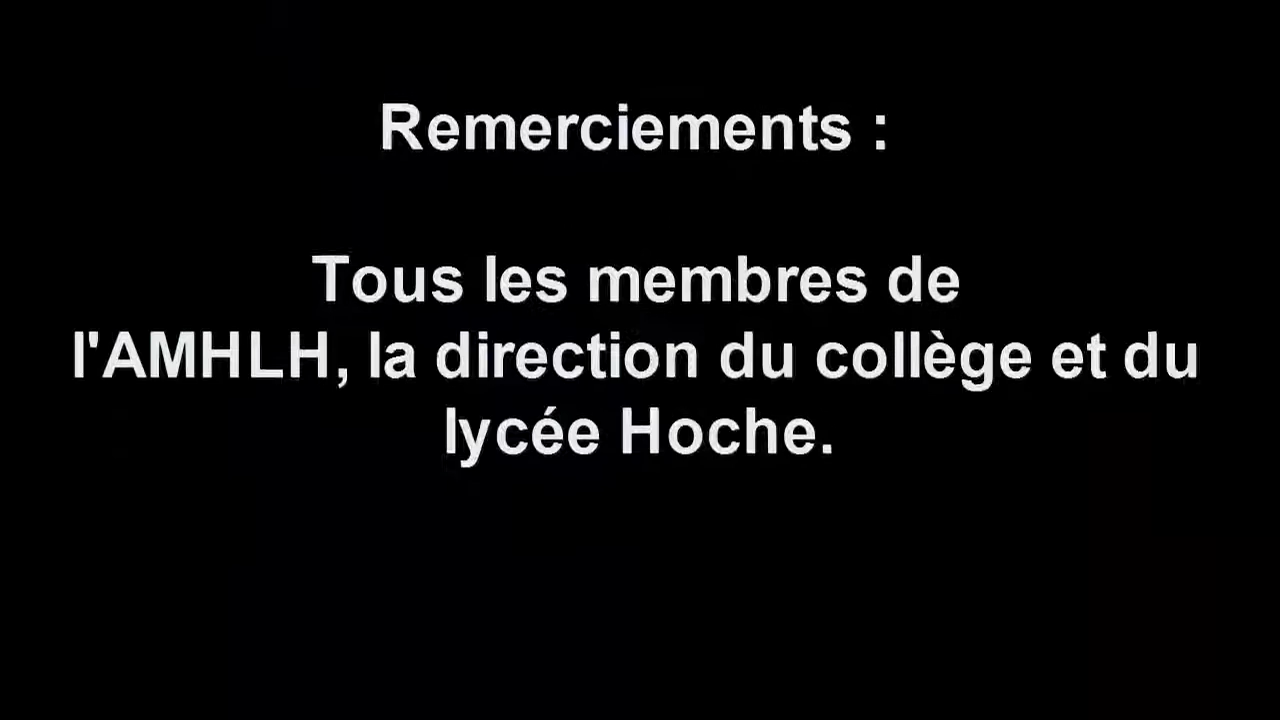 Remerciements :
Tous les membres de
l'AMHLH, la direction du collège et du
lycée Hoche.